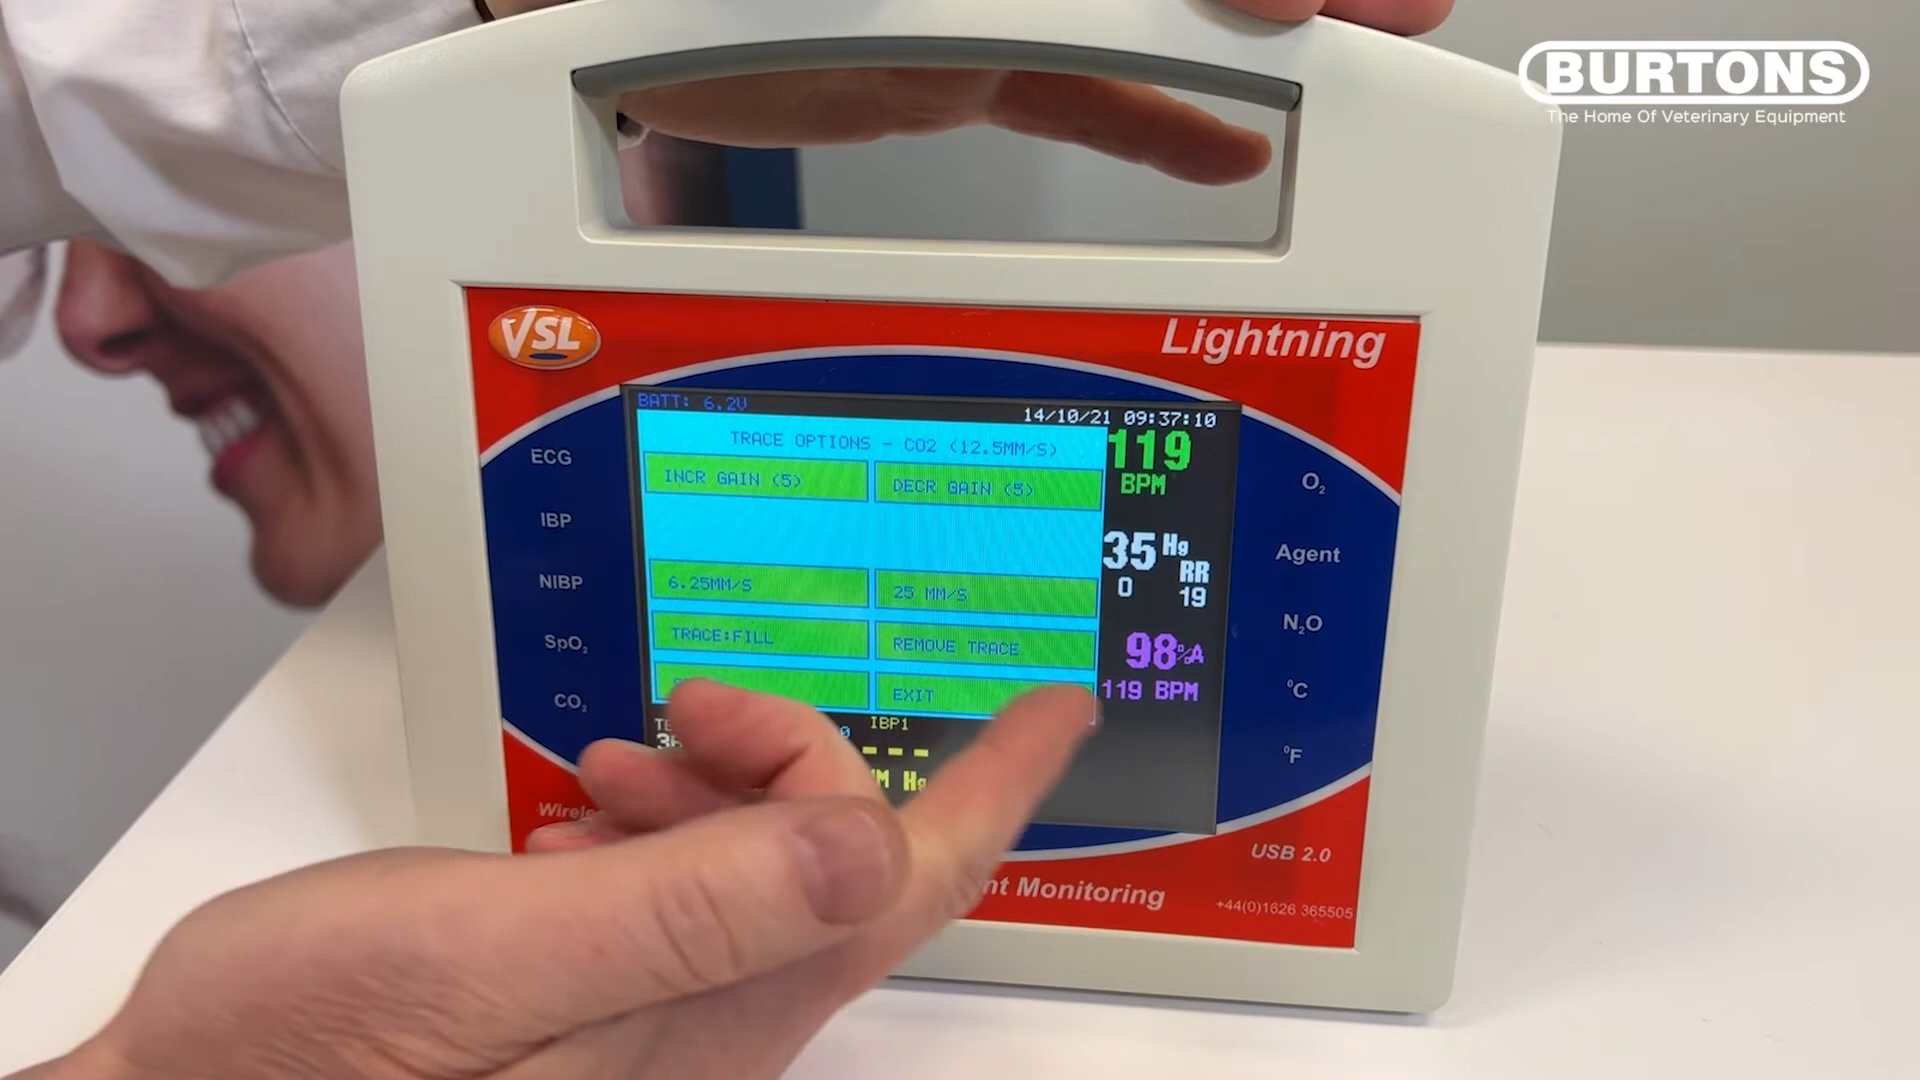 BURTONS
The Home Of Veterinary Equipment
VSL
Lightning
BATT: 6.2V
14/10/21 09:37:10
TRACE OPTIONS - CO2 (12.5MM/S)
INCR GAIN (5)
DECR GAIN (5)
6.25MM/S
25 MM/S
TRACE:FILL
REMOVE TRACE
EXIT
119
BPM
35 Hg
RR
0
19
98%A
119 BPM
IBP1
---
Hg
ECG
IBP
NIBP
SpO₂
CO₂
O₂
Agent
N₂O
°C
°F
USB 2.0
Monitoring
+44(0)1626 365505